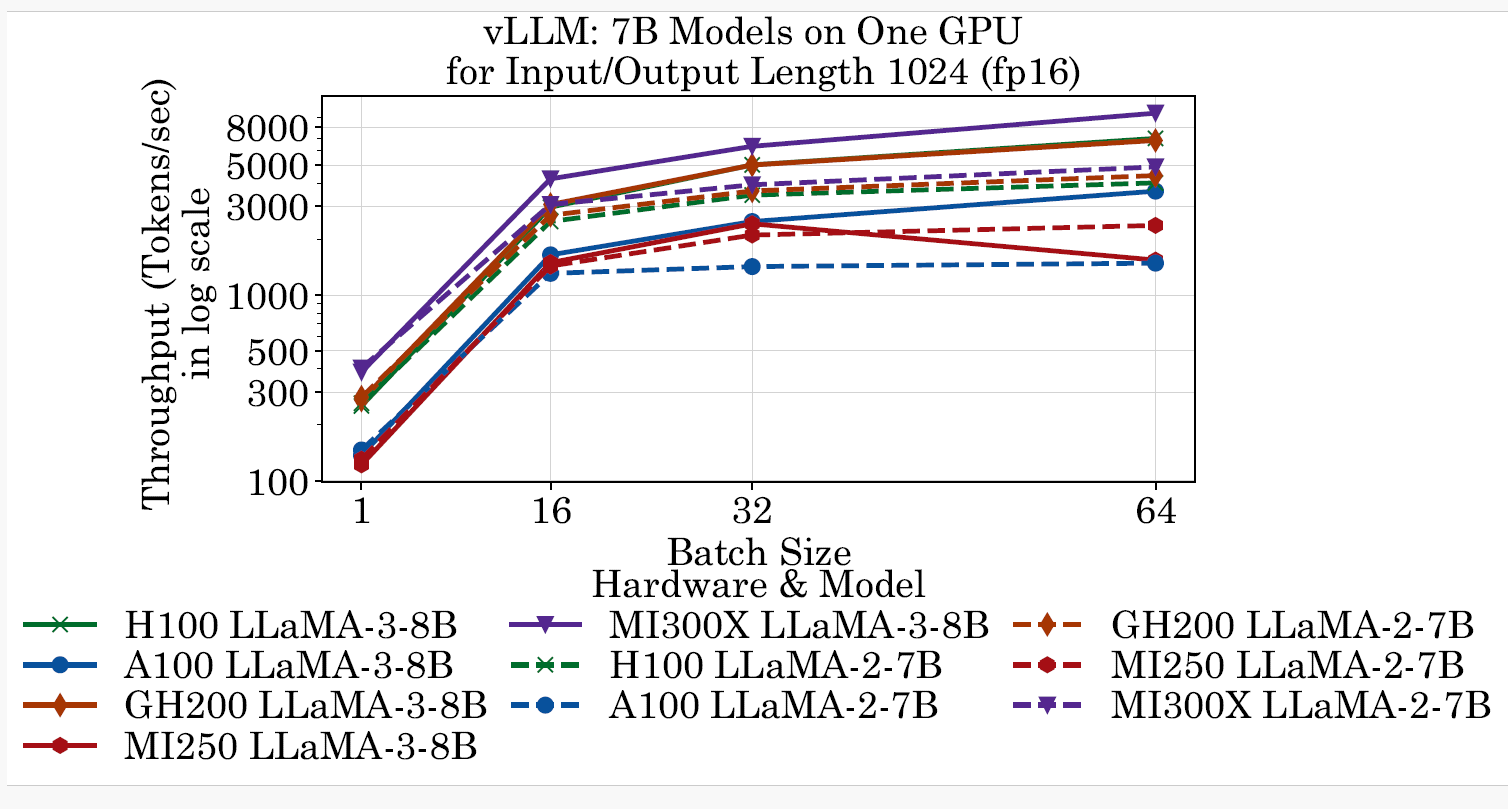 vLLM: 7B Models on One GPU
for Input/Output Length 1024 (fp16)
Throughput (Tokens/sec)
in log scale
8000
5000
3000
1000
500
300
100
1 16 32 64
Batch Size
Hardware & Model
H100 LLaMA-3-8B
A100 LLaMA-3-8B
GH200 LLaMA-3-8B
MI250 LLaMA-3-8B
MI300X LLaMA-3-8B
H100 LLaMA-2-7B
A100 LLaMA-2-7B
GH200 LLaMA-2-7B
MI250 LLaMA-2-7B
MI300X LLaMA-2-7B